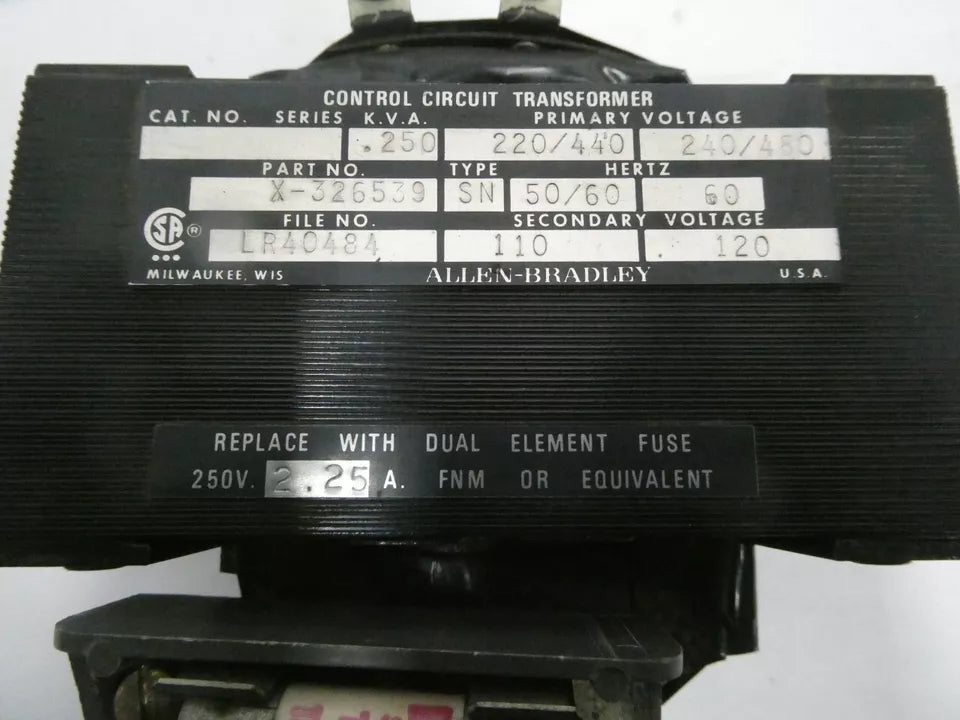 CONTROL CIRCUIT TRANSFORMER
CAT. NO. SERIES K.V.A. PRIMARY VOLTAGE
.250 220/440 240/480
PART NO. TYPE HERTZ
X-326539 SN 50/60 60
FILE NO. SECONDARY VOLTAGE
SA ® LR40484 110 120
MILWAUKEE, WIS ALLEN-BRADLEY U.S.A.
REPLACE WITH DUAL ELEMENT FUSE
250V. 2.25 A. FNM OR EQUIVALENT